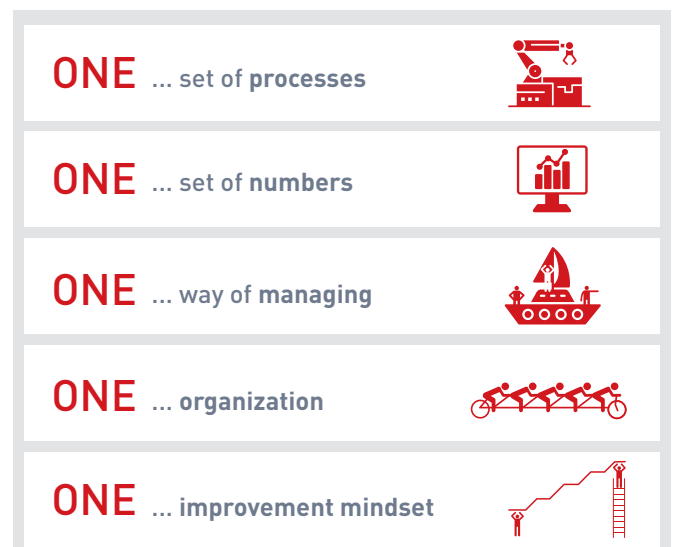 ONE ... set of processes
ONE ... set of numbers
ONE ... way of managing
ONE ... organization
ONE ... improvement mindset